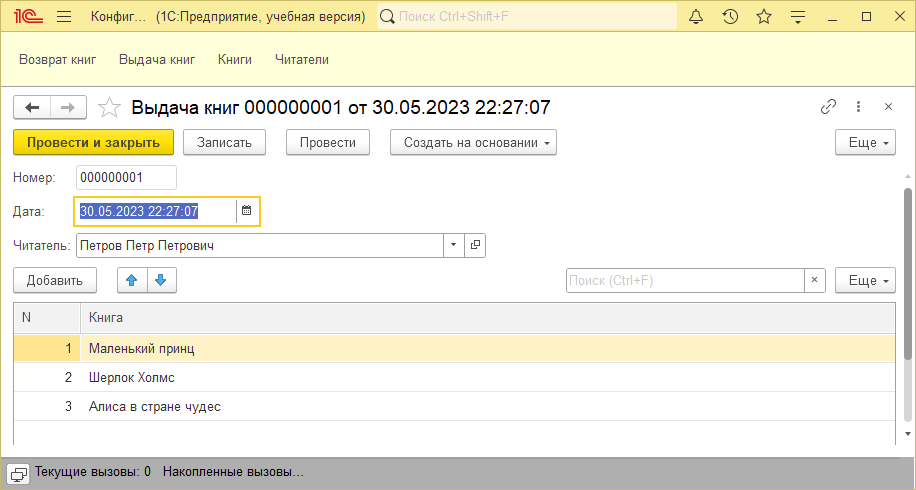 1С Конфиг... (1С:Предприятие, учебная версия) Поиск Ctrl+Shift+F
Возврат книг Выдача книг Книги Читатели
Выдача книг 000000001 от 30.05.2023 22:27:07
Провести и закрыть Записать Провести Создать на основании Еще
Номер: 000000001
Дата: 30.05.2023 22:27:07
Читатель: Петров Петр Петрович
Добавить Поиск (Ctrl+F) × Еще
N Книга
1 Маленький принц
2 Шерлок Холмс
3 Алиса в стране чудес
Текущие вызовы: 0 Накопленные вызовы...